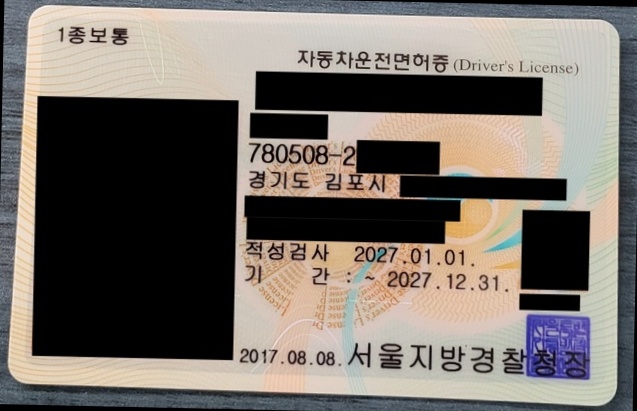 1종보통
자동차운전면허증 (Driver's License)
780508-2
경기도 김포시
적성검사 2027.01.01.
기 간 : ~ 2027.12.31.
2017.08.08. 서울지방경찰청장